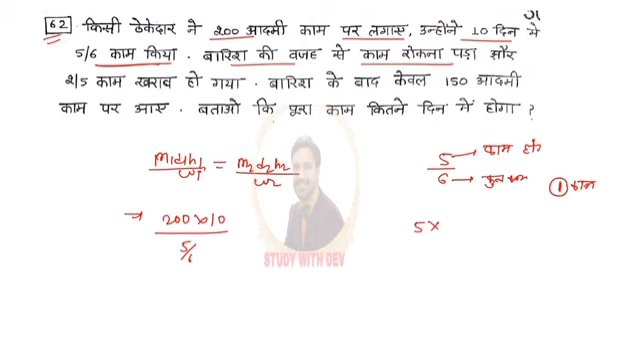 62 किसी ठेकेदार ने 200 आदमी काम पर लगाए, उन्होंने 10 दिन में
5/6 काम किया. बारिश की वजह से काम रोकना पड़ा और
2/5 काम खराब हो गया. बारिश के बाद केवल 150 आदमी
काम पर आए. बताओ कि पूरा काम कितने दिन में होगा?
M1d1h1/W1 = M2d2h2/W2
5/6 → काम
→ कुल काम
① काम
→ 200×10 / 5/6
5×
STUDY WITH DEV